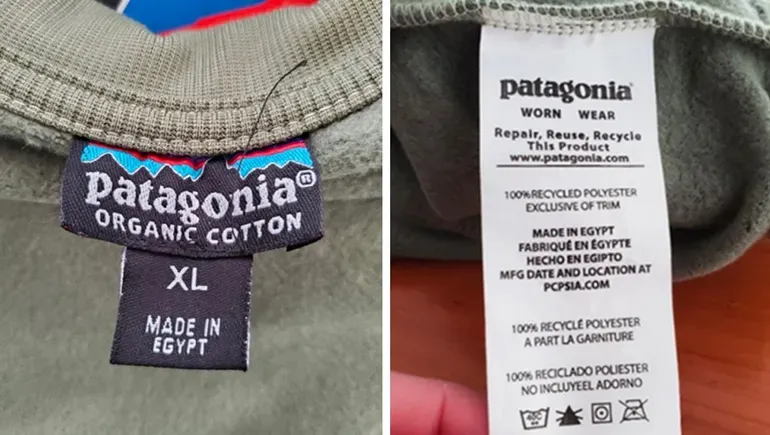 patagonia®
ORGANIC COTTON
XL
MADE IN
EGYPT
patagonia®
WORN WEAR
Repair, Reuse, Recycle
This Product
www.patagonia.com
100%RECYCLED POLYESTER
EXCLUSIVE OF TRIM
MADE IN EGYPT
FABRIQUÉ EN ÉGYPTE
HECHO EN EGIPTO
MFG DATE AND LOCATION AT
PCPSIA.COM
100% RECYCLÉ POLYESTER
A PART LA GARNITURE
100% RECICLADO POLIESTER
NO INCLUYEEL ADORNO